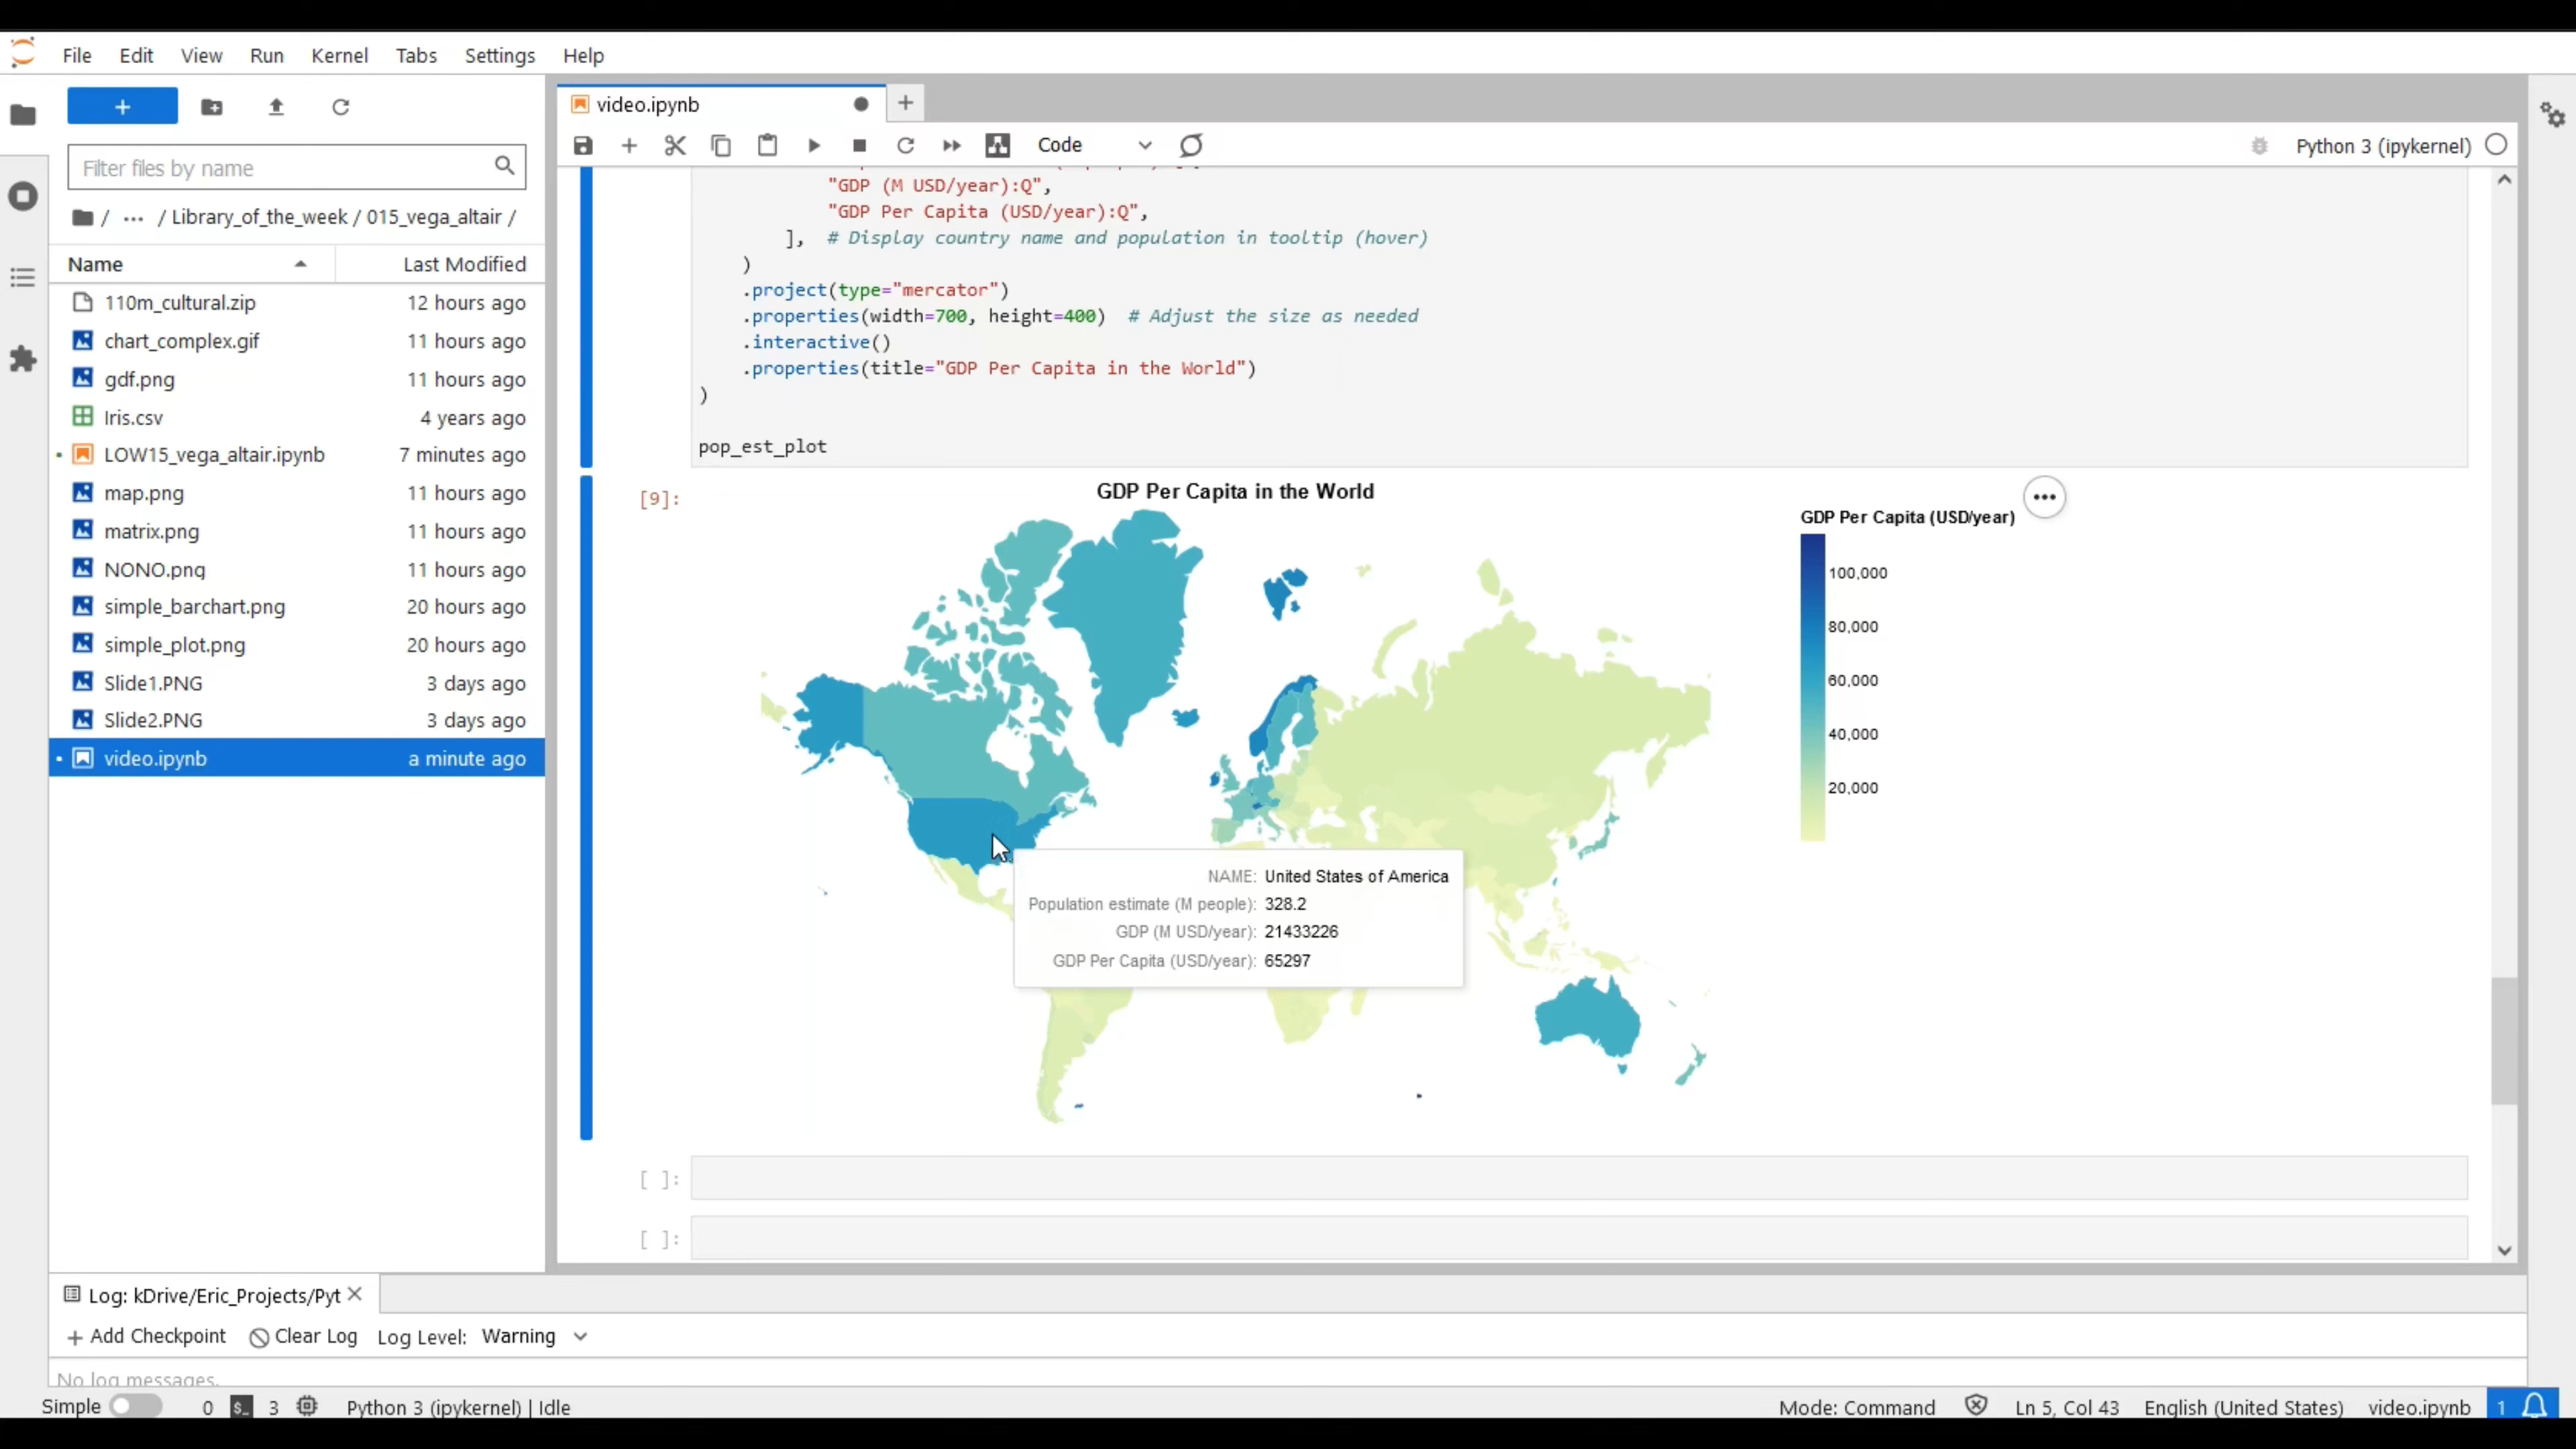 File Edit View Run Kernel Tabs Settings Help
+
Filter files by name
/ ··· / Library_of_the_week / 015_vega_altair /
Name Last Modified
110m_cultural.zip 12 hours ago
chart_complex.gif 11 hours ago
gdf.png 11 hours ago
Iris.csv 4 years ago
LOW15_vega_altair.ipynb 7 minutes ago
map.png 11 hours ago
matrix.png 11 hours ago
NONO.png 11 hours ago
simple_barchart.png 20 hours ago
simple_plot.png 20 hours ago
Slide1.PNG 3 days ago
Slide2.PNG 3 days ago
video.ipynb a minute ago
video.ipynb
Code
Python 3 (ipykernel)
"GDP (M USD/year):Q",
"GDP Per Capita (USD/year):Q",
], # Display country name and population in tooltip (hover)
)
.project(type="mercator")
.properties(width=700, height=400) # Adjust the size as needed
.interactive()
.properties(title="GDP Per Capita in the World")
)
pop_est_plot
[9]:
GDP Per Capita in the World
GDP Per Capita (USD/year)
100,000
80,000
60,000
40,000
20,000
NAME: United States of America
Population estimate (M people): 328.2
GDP (M USD/year): 21433226
GDP Per Capita (USD/year): 65297
[ ]:
[ ]:
Log: kDrive/Eric_Projects/Pyt
+ Add Checkpoint Clear Log Log Level: Warning
No log messages.
Simple 0 $_ 3 Python 3 (ipykernel) | Idle
Mode: Command Ln 5, Col 43 English (United States) video.ipynb 1